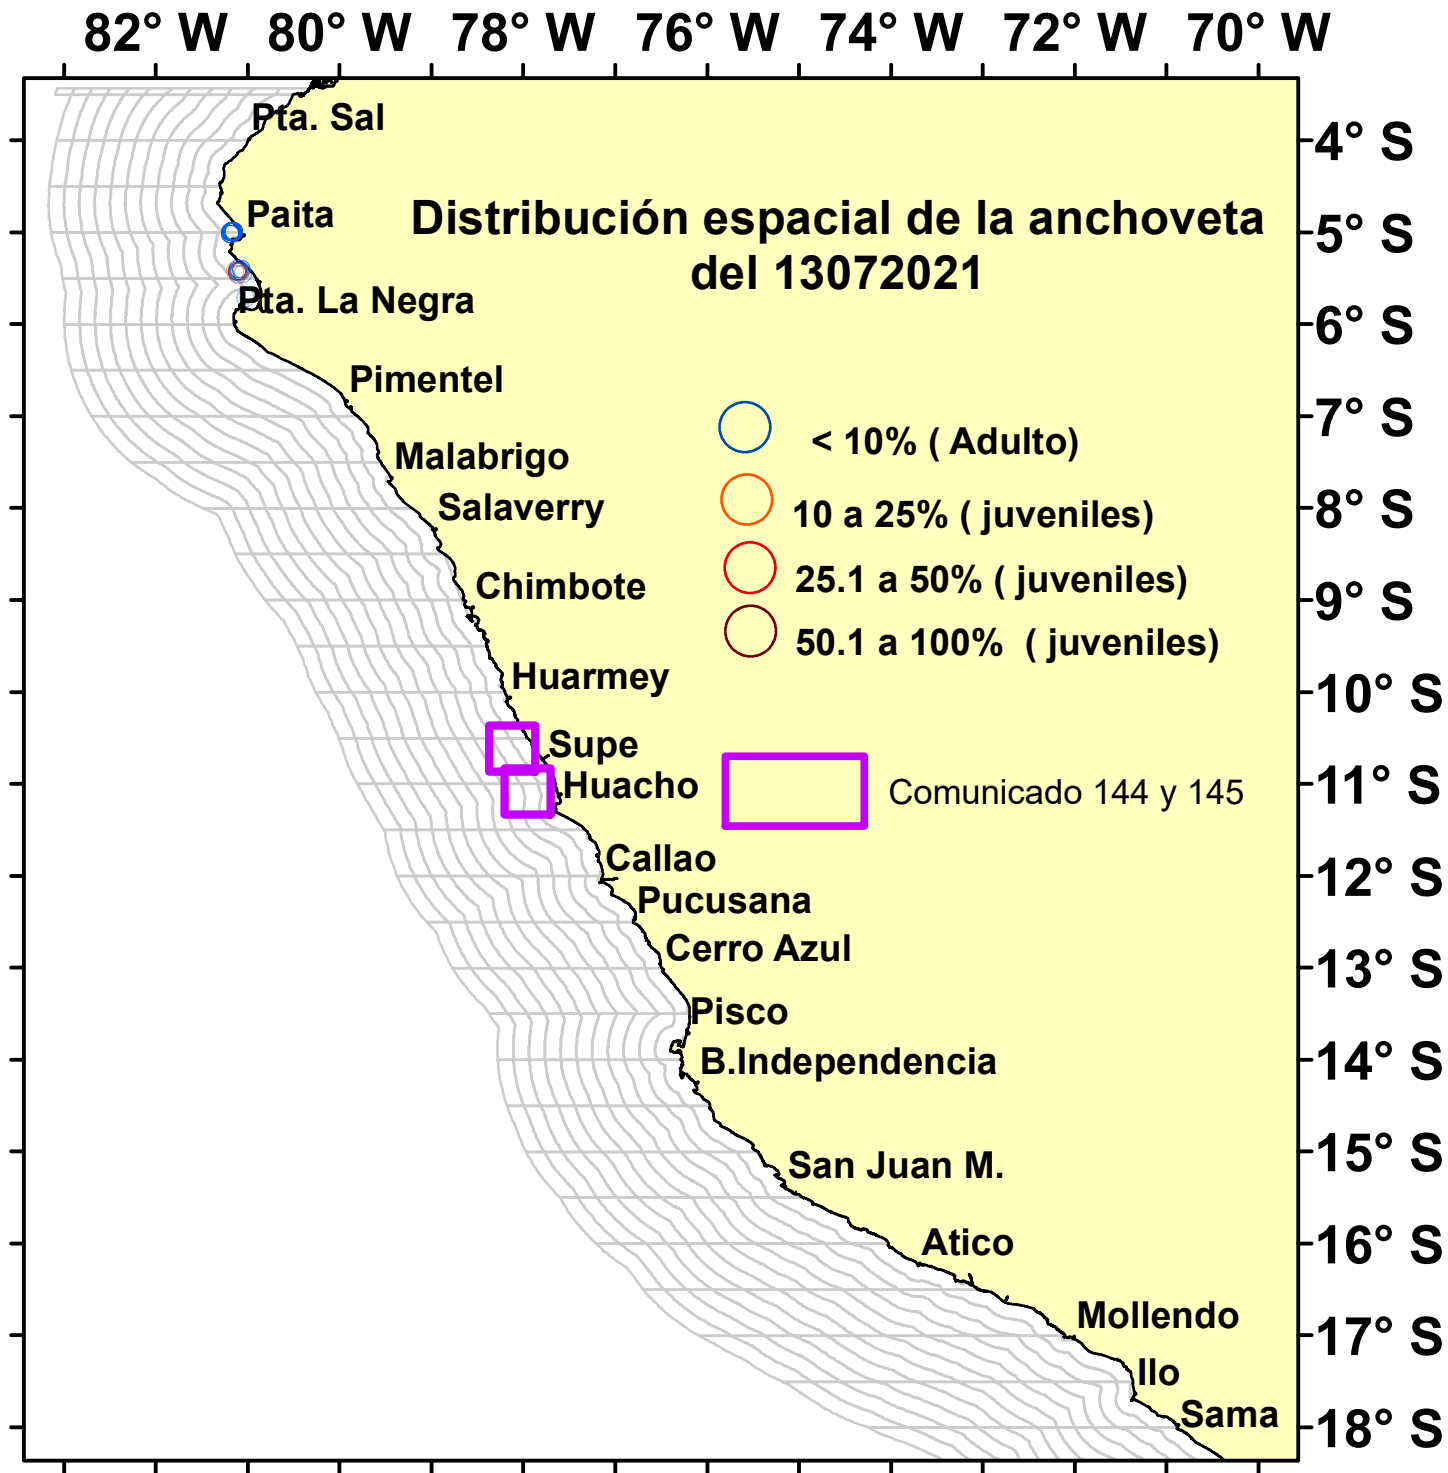 82° W 80° W 78° W 76° W 74° W 72° W 70° W
Pta. Sal
4° S
Paita
Distribución espacial de la anchoveta
5° S
del 13072021
Pta. La Negra
6° S
Pimentel
7° S
< 10% ( Adulto)
Malabrigo
Salaverry
10 a 25% ( juveniles)
8° S
Chimbote
25.1 a 50% ( juveniles)
9° S
50.1 a 100% ( juveniles)
Huarmey
10° S
Supe
Huacho
Comunicado 144 y 145
11° S
Callao
12° S
Pucusana
Cerro Azul
13° S
Pisco
B.Independencia
14° S
San Juan M.
15° S
Atico
16° S
Mollendo
17° S
Ilo
Sama
18° S